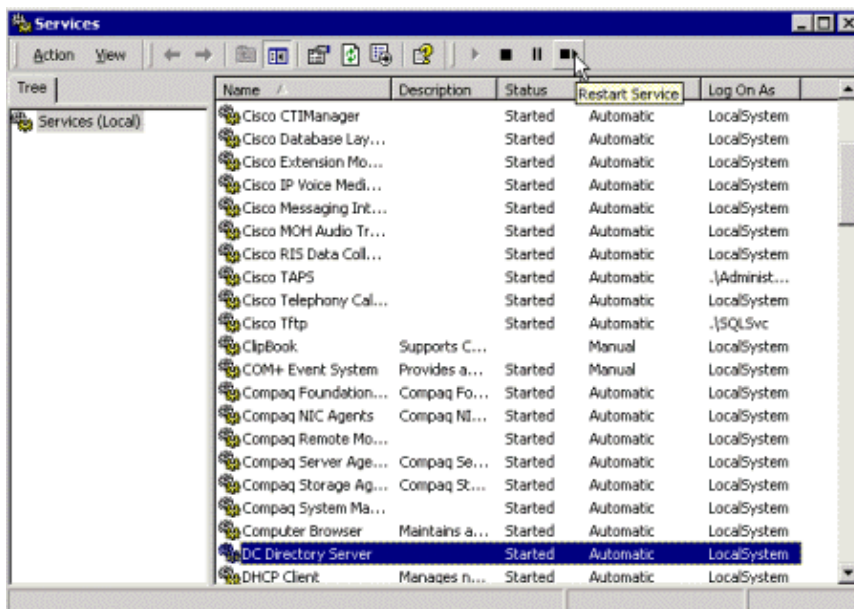 Services
Action View
Tree
Services (Local)
Name Description Status Log On As
Restart Service
Cisco CTIManager Started Automatic LocalSystem
Cisco Database Lay... Started Automatic LocalSystem
Cisco Extension Mo... Started Automatic LocalSystem
Cisco IP Voice Medi... Started Automatic LocalSystem
Cisco Messaging Int... Started Automatic LocalSystem
Cisco MOH Audio Tr... Started Automatic LocalSystem
Cisco RIS Data Coll... Started Automatic LocalSystem
Cisco TAPS Started Automatic .\Administ...
Cisco Telephony Cal... Started Automatic LocalSystem
Cisco Tftp Started Automatic .\SQLSvc
ClipBook Supports C... Manual LocalSystem
COM+ Event System Provides a... Started Manual LocalSystem
Compaq Foundation... Compaq Fo... Started Automatic LocalSystem
Compaq NIC Agents Compaq NI... Started Automatic LocalSystem
Compaq Remote Mo... Started Automatic LocalSystem
Compaq Server Age... Compaq Se... Started Automatic LocalSystem
Compaq Storage Ag... Compaq St... Started Automatic LocalSystem
Compaq System Ma... Started Automatic LocalSystem
Computer Browser Maintains a... Started Automatic LocalSystem
DC Directory Server Started Automatic LocalSystem
DHCP Client Manages n... Started Automatic LocalSystem